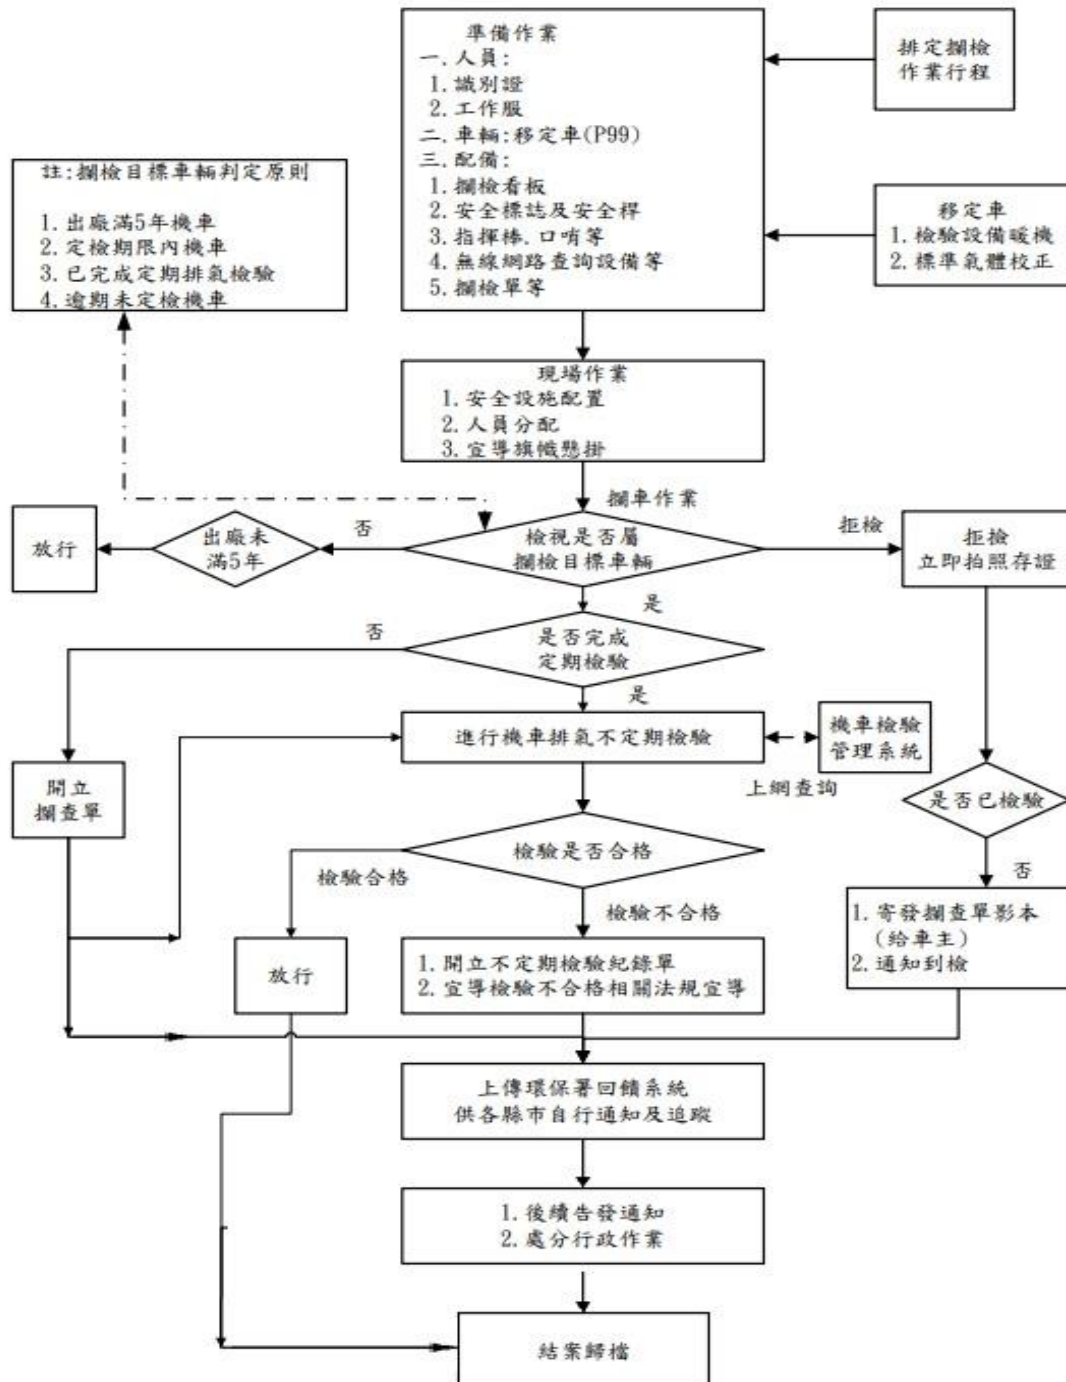 準備作業
一.人員:
1.識別證
2.工作服
二.車輛:移定車(P99)
三.配備:
1.攔檢看板
2.安全標誌及安全桿
3.指揮棒.口哨等
4.無線網路查詢設備等
5.攔檢單等
排定攔檢
作業行程
移定車
1.檢驗設備暖機
2.標準氣體校正
註:攔檢目標車輛判定原則
1.出廠滿5年機車
2.定檢期限內機車
3.已完成定期排氣檢驗
4.逾期未定檢機車
現場作業
1.安全設施配置
2.人員分配
3.宣導旗幟懸掛
攔車作業
放行
出廠未
滿5年
否
檢視是否屬
攔檢目標車輛
拒檢
拒撿
立即拍照存證
是
否
是否完成
定期檢驗
是
進行機車排氣不定期檢驗
機車檢驗
管理系統
上網查詢
開立
攔查單
是否已檢驗
檢驗是否合格
檢驗合格
檢驗不合格
否
放行
1.開立不定期檢驗紀錄單
2.宣導檢驗不合格相關法規宣導
1.寄發攔查單影本
(給車主)
2.通知到檢
上傳環保署回饋系統
供各縣市自行通知及追蹤
1.後續告發通知
2.處分行政作業
結案歸檔